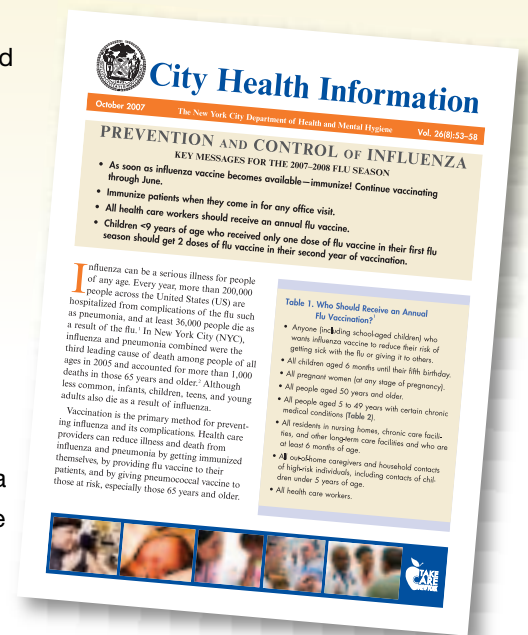 d
a
e
City Health Information
October 2007 The New York City Department of Health and Mental Hygiene Vol. 26(8):53–58
PREVENTION AND CONTROL OF INFLUENZA
KEY MESSAGES FOR THE 2007–2008 FLU SEASON
• As soon as influenza vaccine becomes available—immunize! Continue vaccinating
through June.
• Immunize patients when they come in for any office visit.
• All health care workers should receive an annual flu vaccine.
• Children <9 years of age who received only one dose of flu vaccine in their first flu
season should get 2 doses of flu vaccine in their second year of vaccination.
Influenza can be a serious illness for people
of any age. Every year, more than 200,000
people across the United States (US) are
hospitalized from complications of the flu such
as pneumonia, and at least 36,000 people die as
a result of the flu.¹ In New York City (NYC),
influenza and pneumonia combined were the
third leading cause of death among people of all
ages in 2005 and accounted for more than 1,000
deaths in those 65 years and older.² Although
less common, infants, children, teens, and young
adults also die as a result of influenza.
Vaccination is the primary method for prevent-
ing influenza and its complications. Health care
providers can reduce illness and death from
influenza and pneumonia by getting immunized
themselves, by providing flu vaccine to their
patients, and by giving pneumococcal vaccine to
those at risk, especially those 65 years and older.
Table 1. Who Should Receive an Annual
Flu Vaccination?¹
• Anyone (including school-aged children) who
wants influenza vaccine to reduce their risk of
getting sick with the flu or giving it to others.
• All children aged 6 months until their fifth birthday.
• All pregnant women (at any stage of pregnancy).
• All people aged 50 years and older.
• All people aged 5 to 49 years with certain chronic
medical conditions (Table 2).
• All residents in nursing homes, chronic care facili-
ties, and other long-term care facilities and who are
at least 6 months of age.
• All out-of-home caregivers and household contacts
of high-risk individuals, including contacts of chil-
dren under 5 years of age.
• All health care workers.
TAKE
CARE
NEW YORK